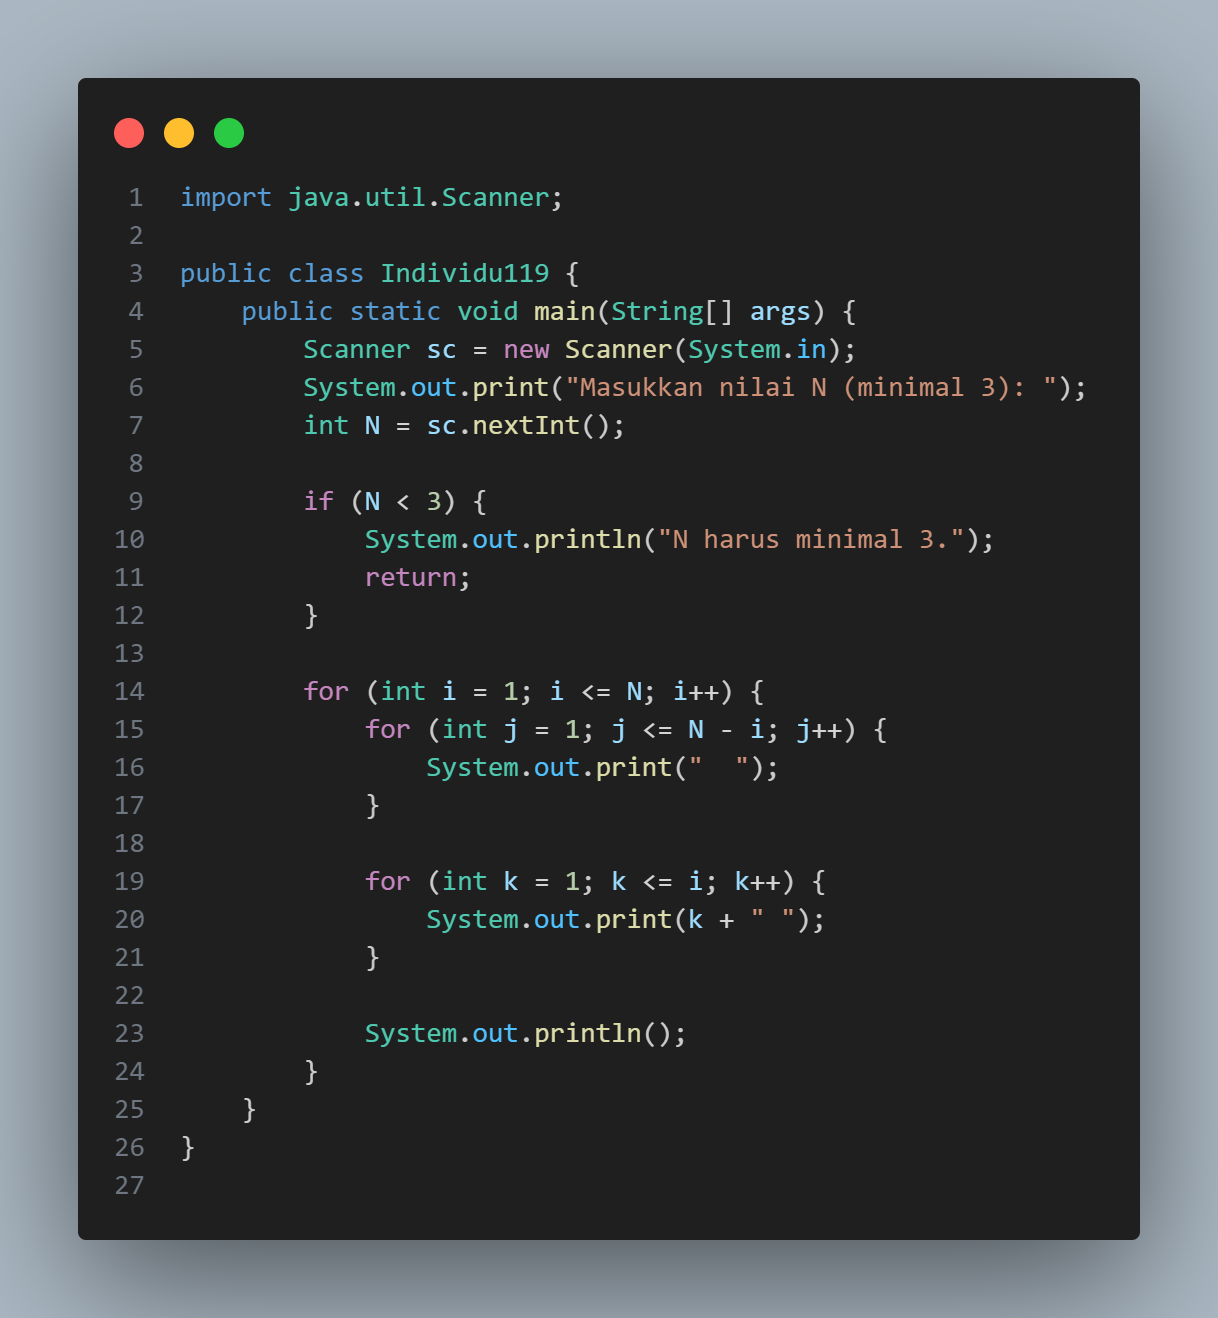 1 import java.util.Scanner;
2
3 public class Individu119 {
4     public static void main(String[] args) {
5         Scanner sc = new Scanner(System.in);
6         System.out.print("Masukkan nilai N (minimal 3): ");
7         int N = sc.nextInt();
8
9         if (N < 3) {
10             System.out.println("N harus minimal 3.");
11             return;
12         }
13
14         for (int i = 1; i <= N; i++) {
15             for (int j = 1; j <= N - i; j++) {
16                 System.out.print("  ");
17             }
18
19             for (int k = 1; k <= i; k++) {
20                 System.out.print(k + " ");
21             }
22
23             System.out.println();
24         }
25     }
26 }
27